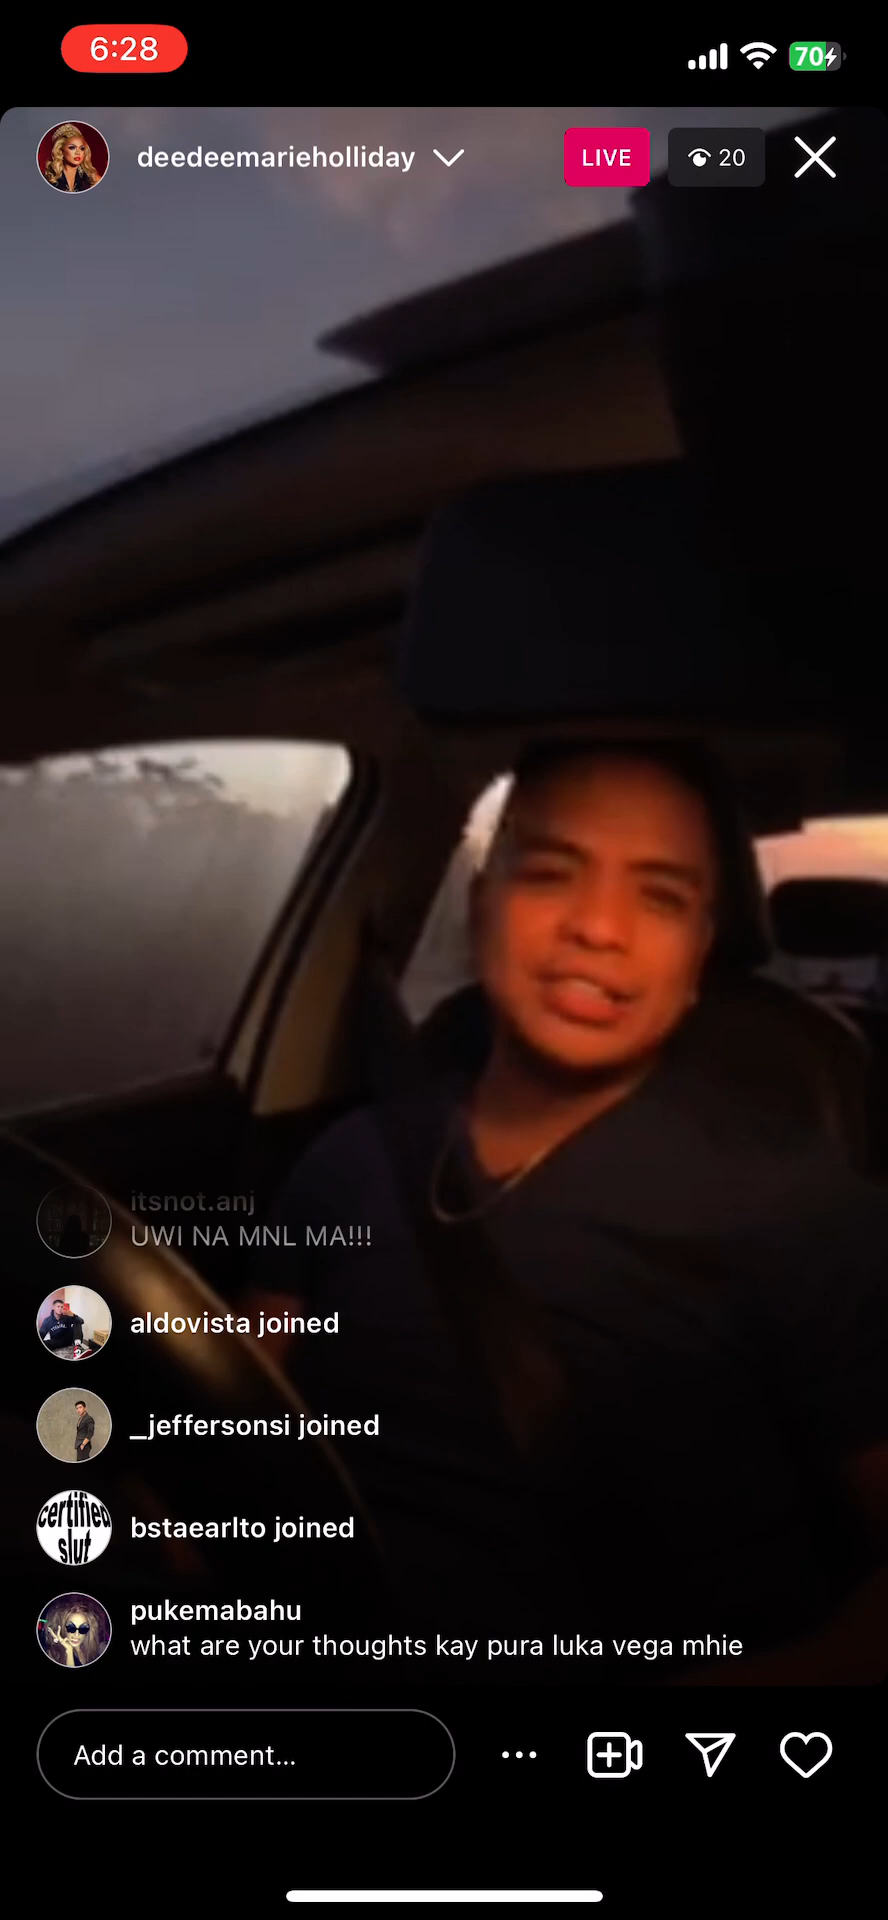 6:28
70
deedeemarieholliday
LIVE
20
itsnot.anj
UWI NA MNL MA!!!
aldovista joined
_jeffersonsi joined
certified
slut
bstaearlto joined
pukemabahu
what are your thoughts kay pura luka vega mhie
Add a comment...